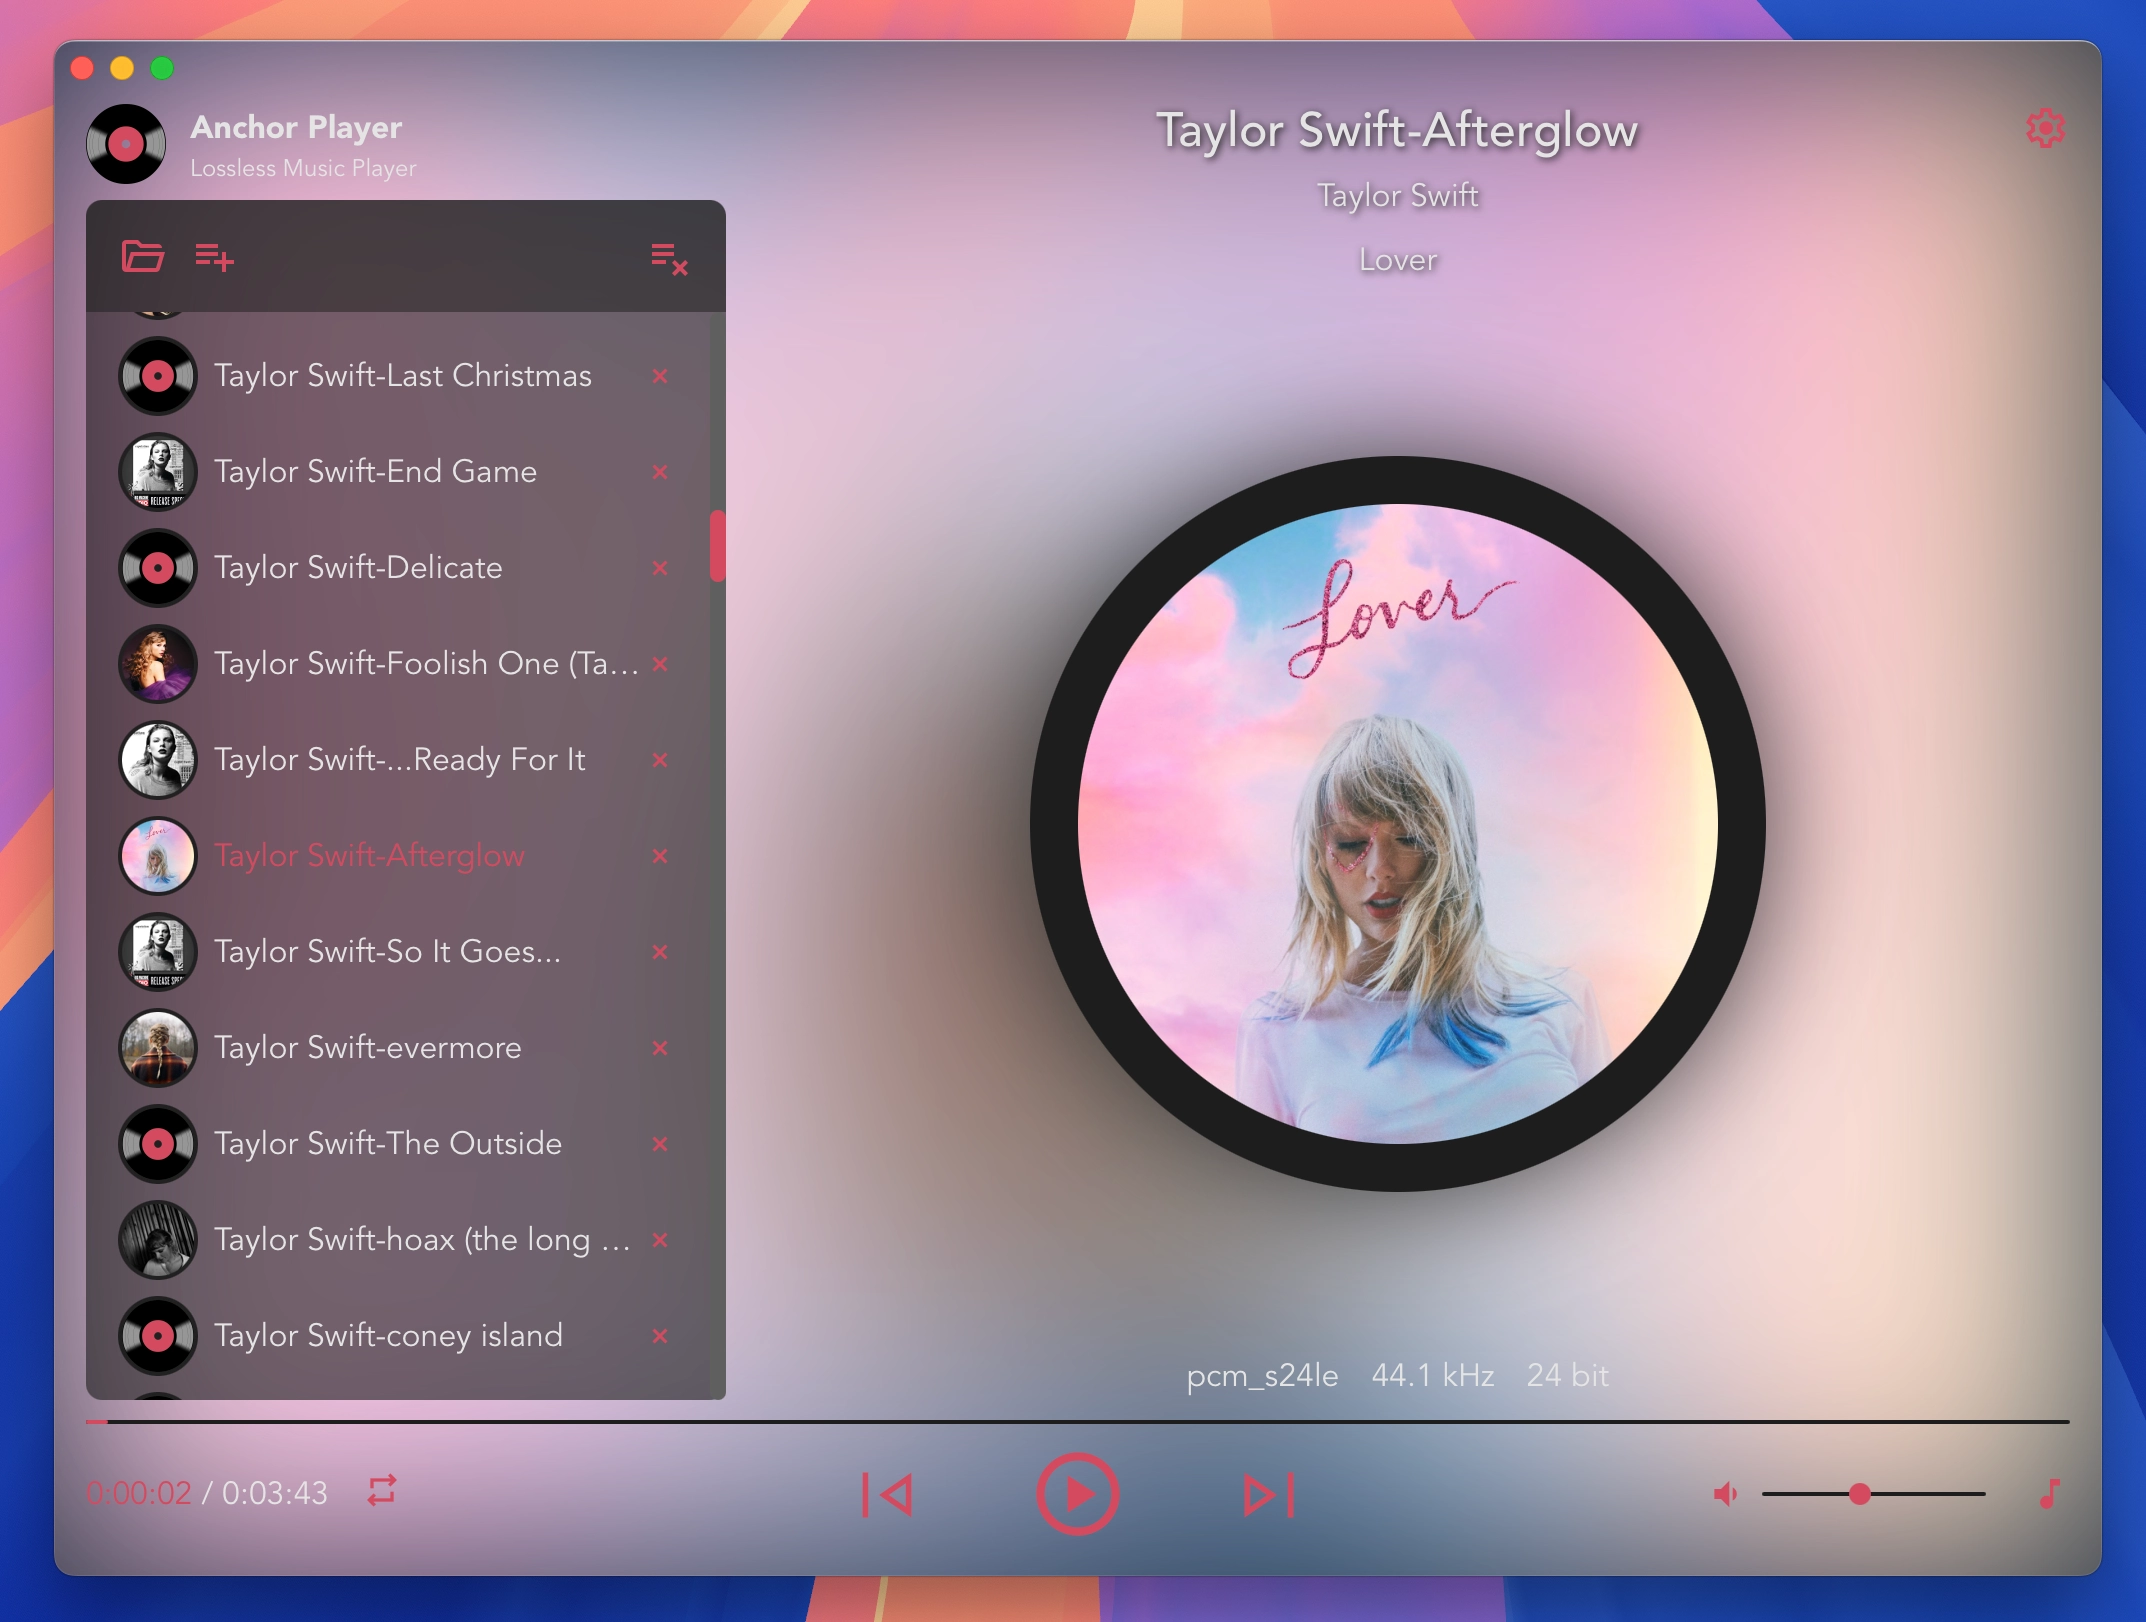 Anchor Player
Lossless Music Player
Taylor Swift-Last Christmas
Taylor Swift-End Game
Taylor Swift-Delicate
Taylor Swift-Foolish One (Ta...
Taylor Swift-...Ready For It
Taylor Swift-Afterglow
Taylor Swift-So It Goes...
Taylor Swift-evermore
Taylor Swift-The Outside
Taylor Swift-hoax (the long ...
Taylor Swift-coney island
Taylor Swift-Afterglow
Taylor Swift
Lover
Lover
pcm_s24le 44.1 kHz 24 bit
0:00:02 / 0:03:43